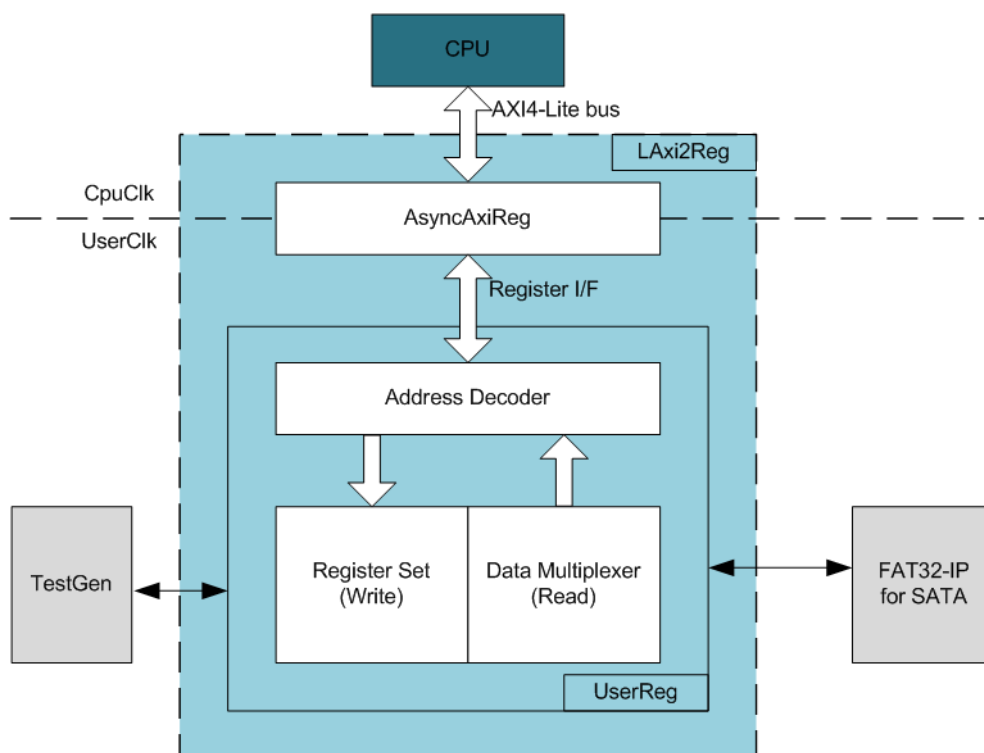 CPU
AXI4-Lite bus
LAxi2Reg
CpuClk
AsyncAxiReg
UserClk
Register I/F
Address Decoder
TestGen
Register Set
(Write)
Data Multiplexer
(Read)
FAT32-IP
for SATA
UserReg